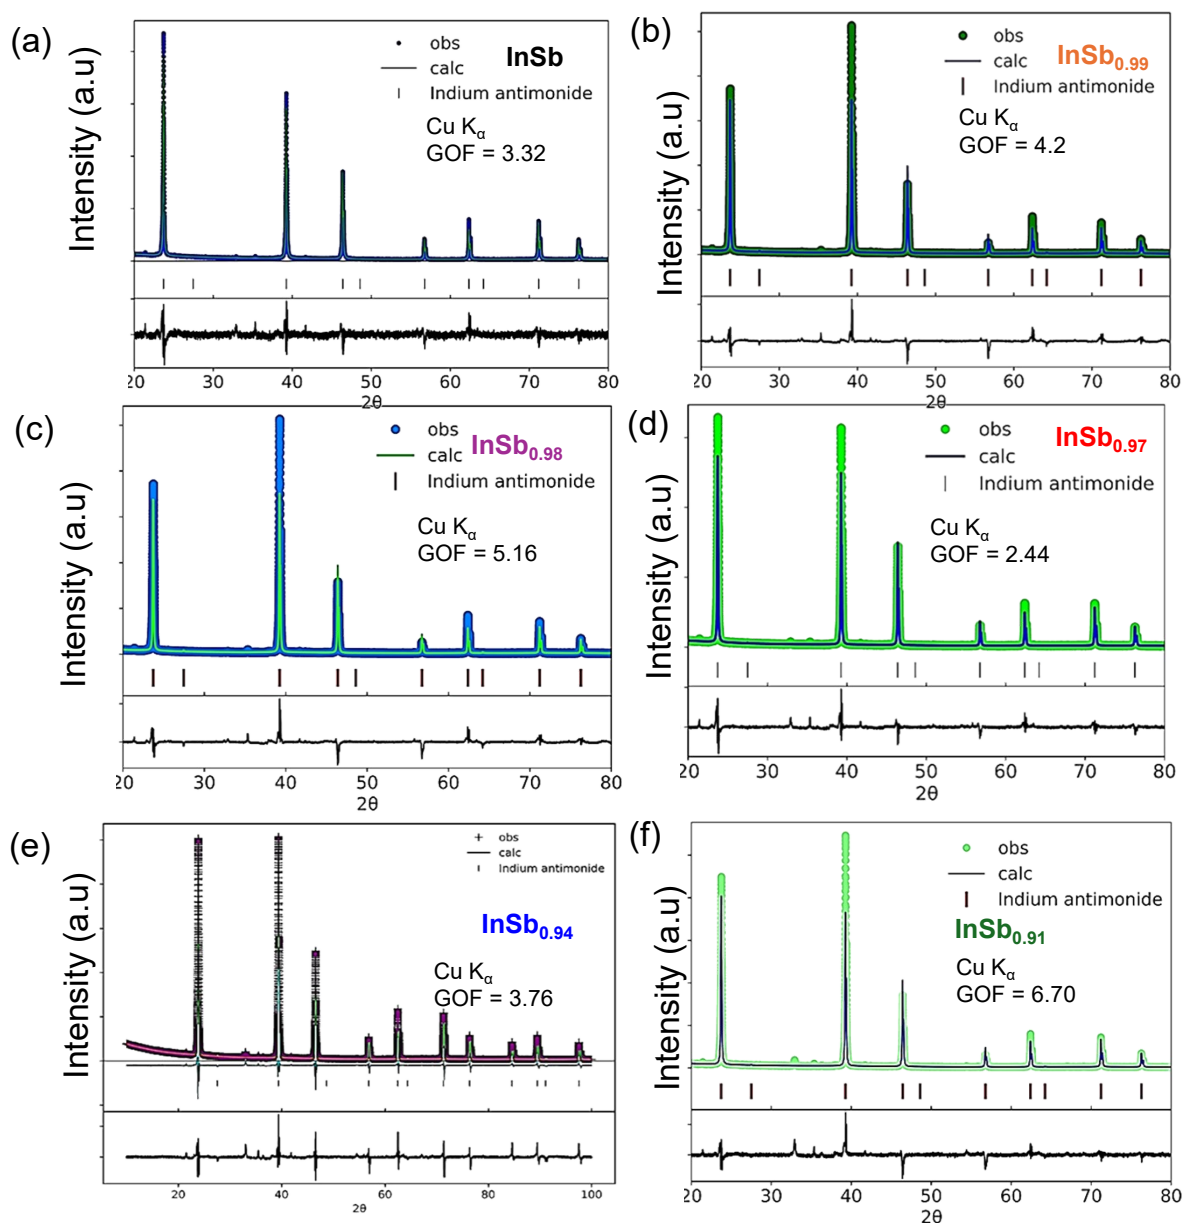 (a)
Intensity (a.u)
obs
calc
Indium antimonide
InSb
Cu Kα
GOF = 3.32
20 30 40 50 60 70 80
2θ
(b)
Intensity (a.u)
obs
calc
Indium antimonide
InSb0.99
Cu Kα
GOF = 4.2
20 30 40 50 60 70 80
2θ
(c)
Intensity (a.u)
obs
calc
Indium antimonide
InSb0.98
Cu Kα
GOF = 5.16
20 30 40 50 60 70 80
2θ
(d)
Intensity (a.u)
obs
calc
Indium antimonide
InSb0.97
Cu Kα
GOF = 2.44
20 30 40 50 60 70 80
2θ
(e)
Intensity (a.u)
obs
calc
Indium antimonide
InSb0.94
Cu Kα
GOF = 3.76
20 40 60 80 100
2θ
(f)
Intensity (a.u)
obs
calc
Indium antimonide
InSb0.91
Cu Kα
GOF = 6.70
20 30 40 50 60 70 80
2θ